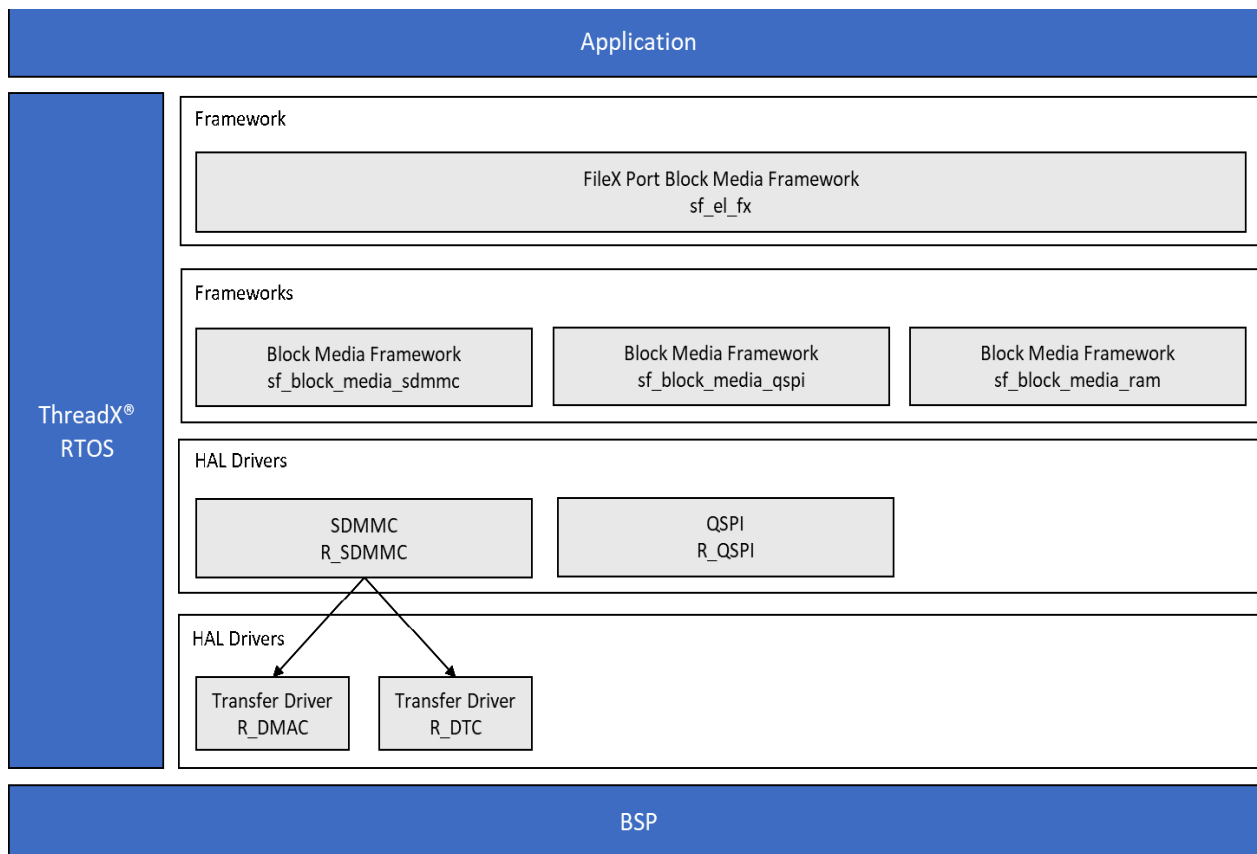 Application
ThreadX®
RTOS
Framework
FileX Port Block Media Framework
sf_el_fx
Frameworks
Block Media Framework
sf_block_media_sdmmc
Block Media Framework
sf_block_media_qspi
Block Media Framework
sf_block_media_ram
HAL Drivers
SDMMC
R_SDMMC
QSPI
R_QSPI
HAL Drivers
Transfer Driver
R_DMAC
Transfer Driver
R_DTC
BSP